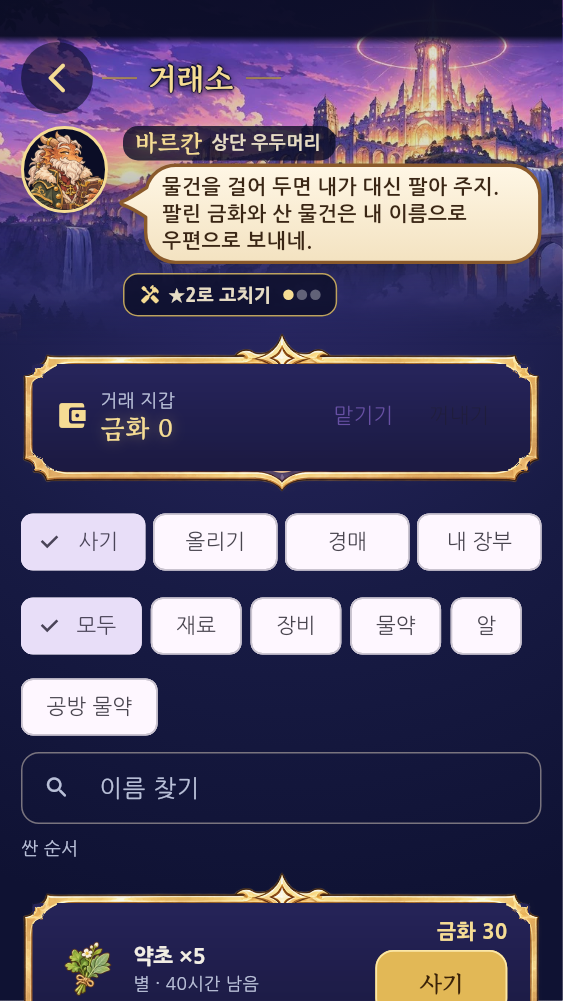 거래소
바르칸 상단 우두머리
물건을 걸어 두면 내가 대신 팔아 주지.
팔린 금화와 산 물건은 내 이름으로
우편으로 보내네.
★2로 고치기
거래 지갑
금화 0
맡기기
사기 올리기 경매 내 장부
모두 재료 장비 물약 알
공방 물약
이름 찾기
싼 순서
금화 30
약초 ×5
별 · 40시간 남음
사기